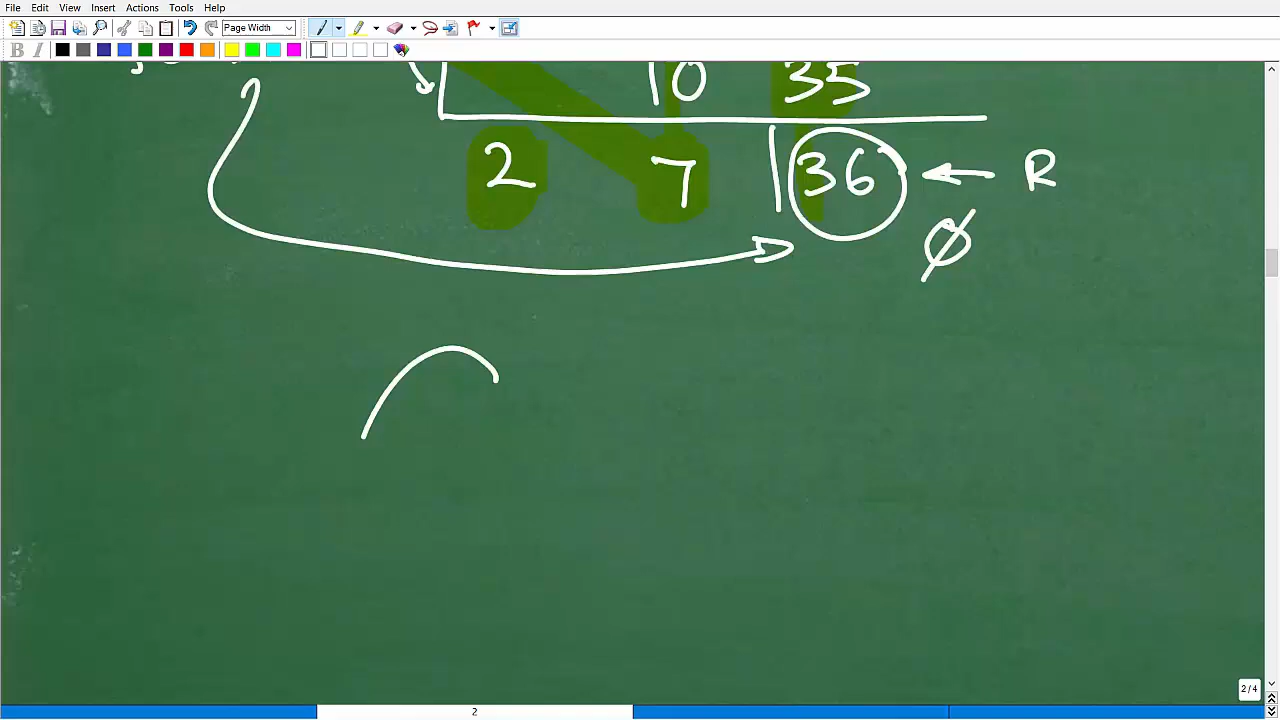 File Edit View Insert Actions Tools Help
Page Width
B I
10 35
2 7 36 ← R
2/4
2